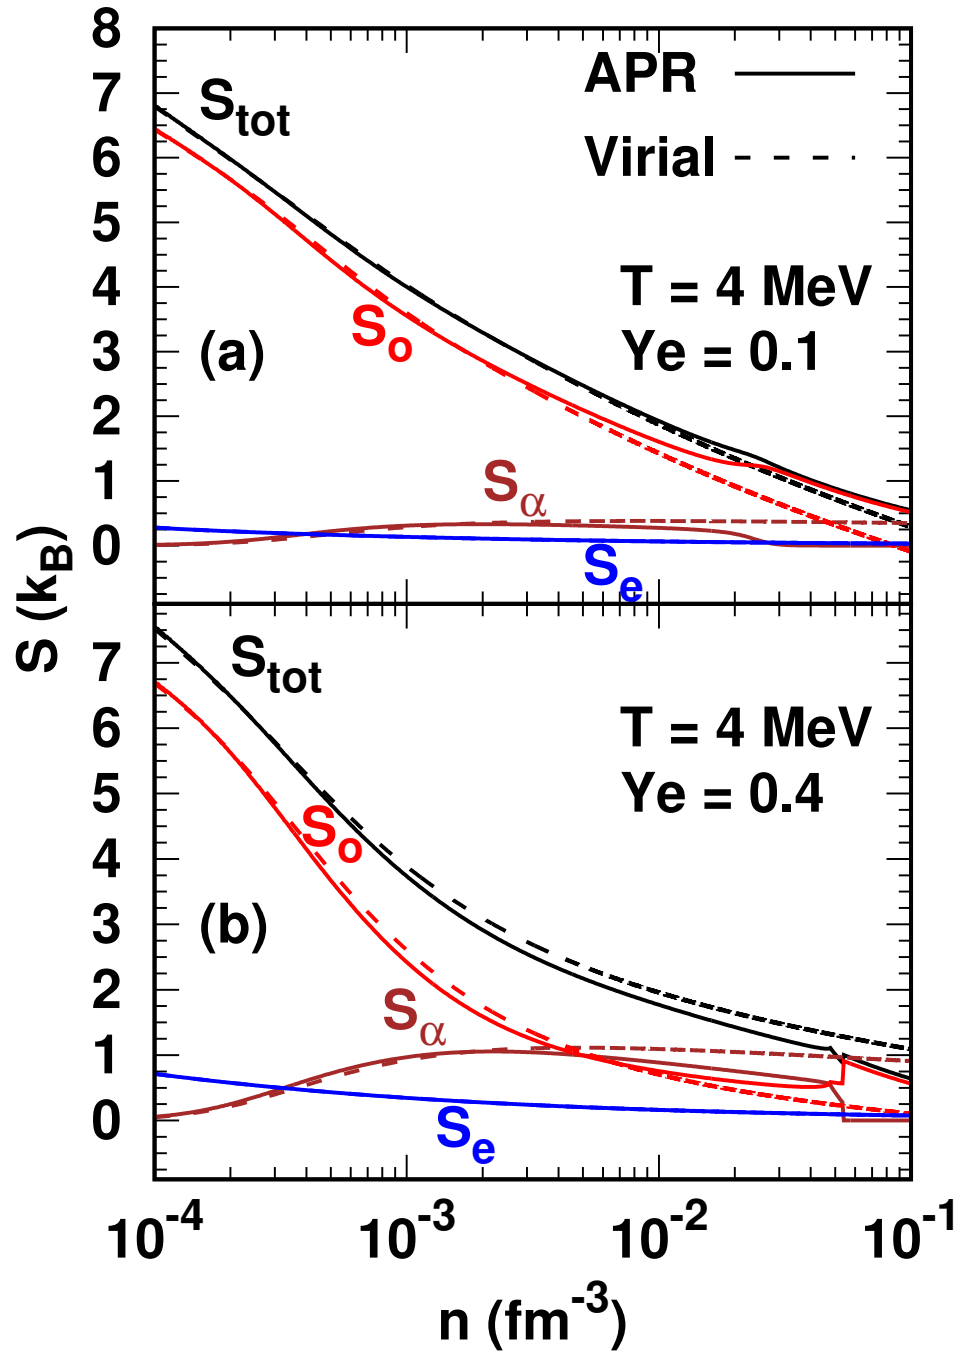 8
7
6
5
4
3
2
1
0
S_tot
APR
Virial
T = 4 MeV
Ye = 0.1
S_o
(a)
S_α
S_e
S (k_B)
7
6
5
4
3
2
1
0
S_tot
T = 4 MeV
Ye = 0.4
S_o
(b)
S_α
S_e
10^-4 10^-3 10^-2 10^-1
n (fm^-3)